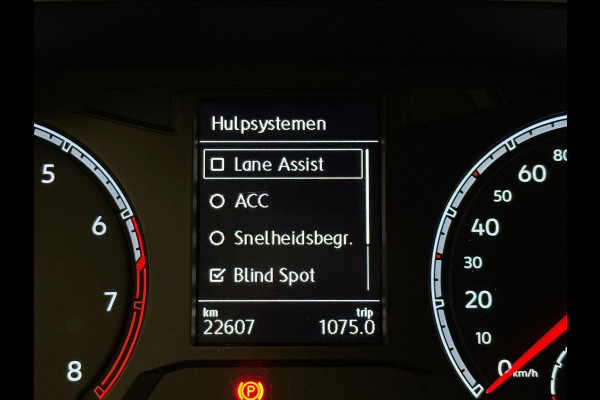 Hulpsystemen
Lane Assist
ACC
Snelheidsbegr.
Blind Spot
km trip
22607 1075.0
5
6
7
8
0 km/h
10
20
30
40
50
60
80
P